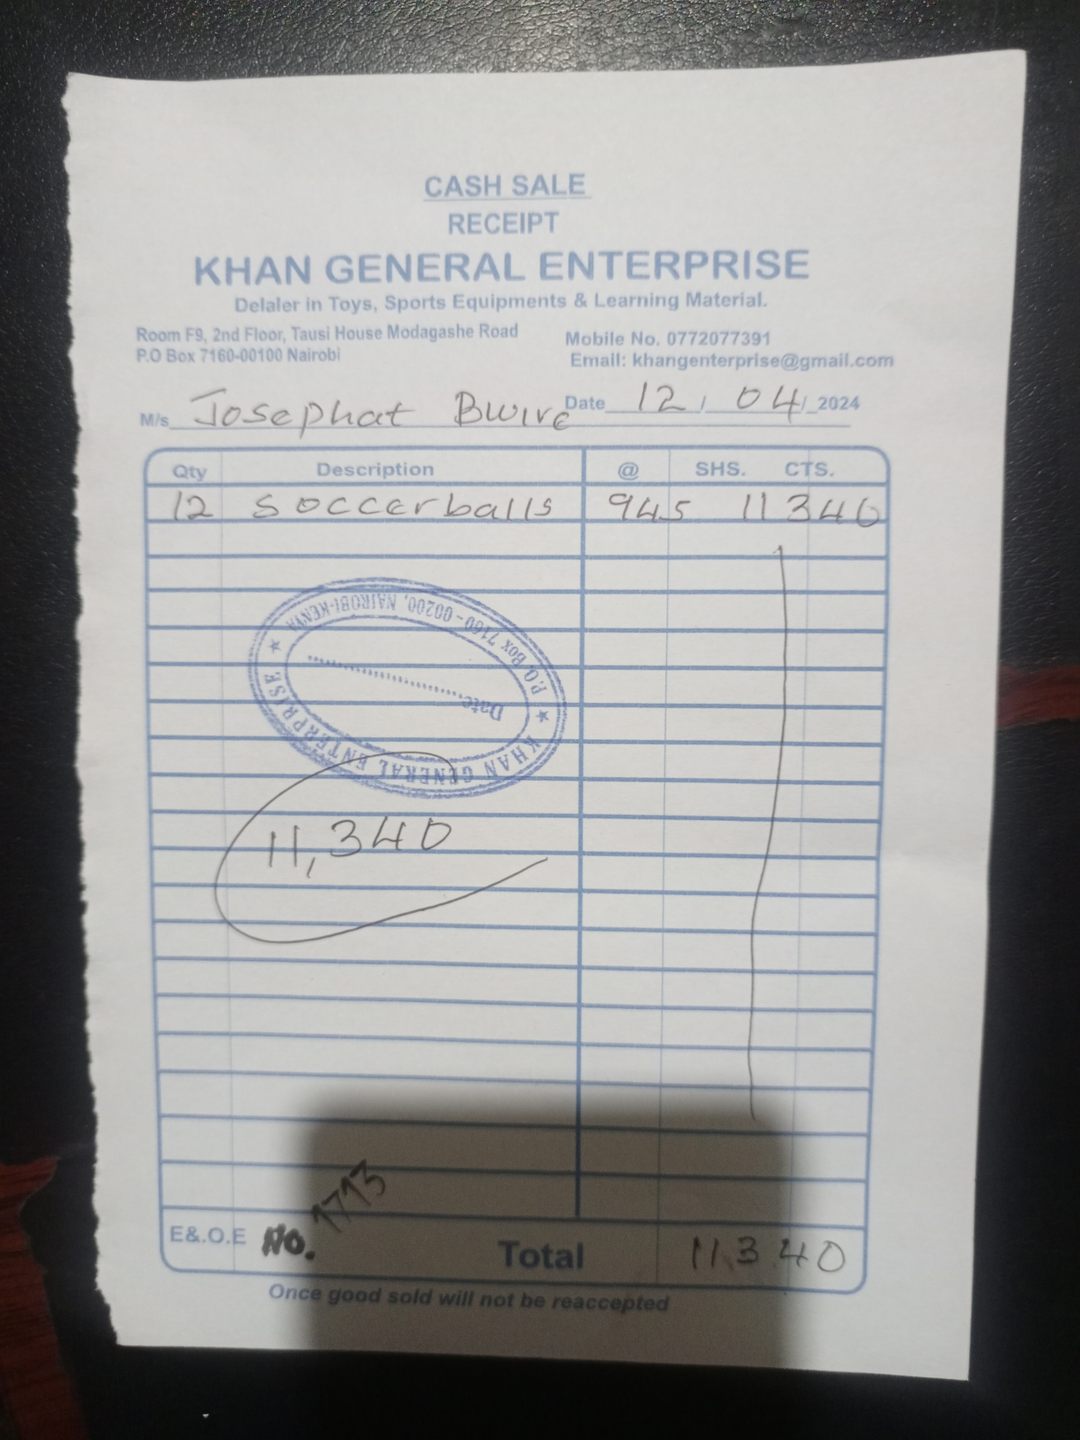 CASH SALE
RECEIPT
KHAN GENERAL ENTERPRISE
Delaler in Toys, Sports Equipments & Learning Material.
Room F9, 2nd Floor, Tausi House Modagashe Road
P.O Box 7160-00100 Nairobi
Mobile No. 0772077391
Email: khangenterprise@gmail.com
M/s Josephat Bwire Date 12 / 04 / 2024
Qty Description @ SHS. CTS.
12 soccerballs 945 11340
P.O. Box 7160 - 00200, NAIROBI-KENYA
Date
★ KHAN GENERAL ENTERPRISE ★
11,340
E&.O.E No. 1713 Total 11340
Once good sold will not be reaccepted